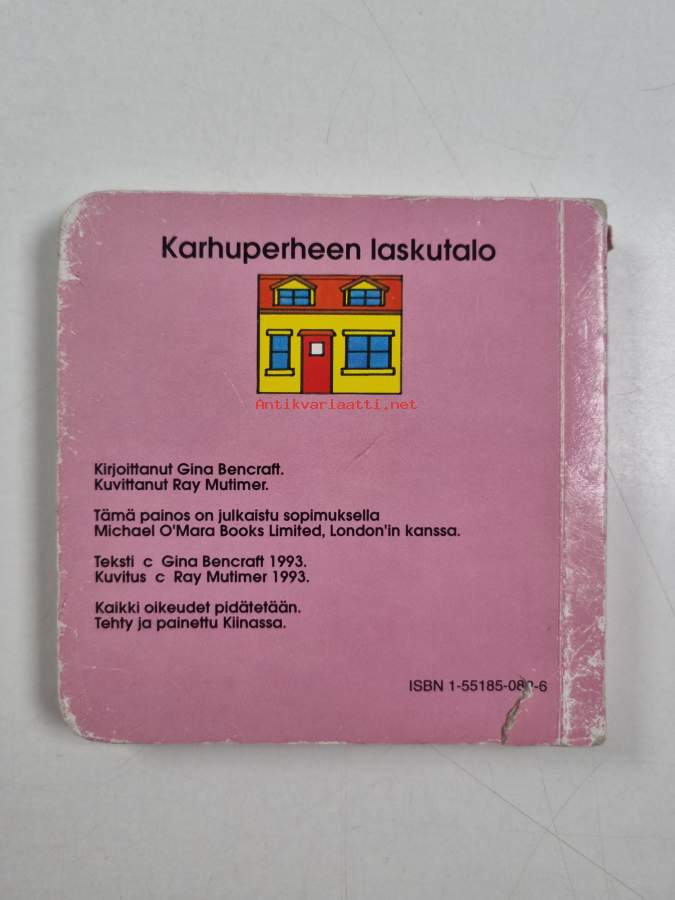 Karhuperheen laskutalo
Antikvariaatti.net
Kirjoittanut Gina Bencraft.
Kuvittanut Ray Mutimer.
Tämä painos on julkaistu sopimuksella
Michael O'Mara Books Limited, London'in kanssa.
Teksti c Gina Bencraft 1993.
Kuvitus c Ray Mutimer 1993.
Kaikki oikeudet pidätetään.
Tehty ja painettu Kiinassa.
ISBN